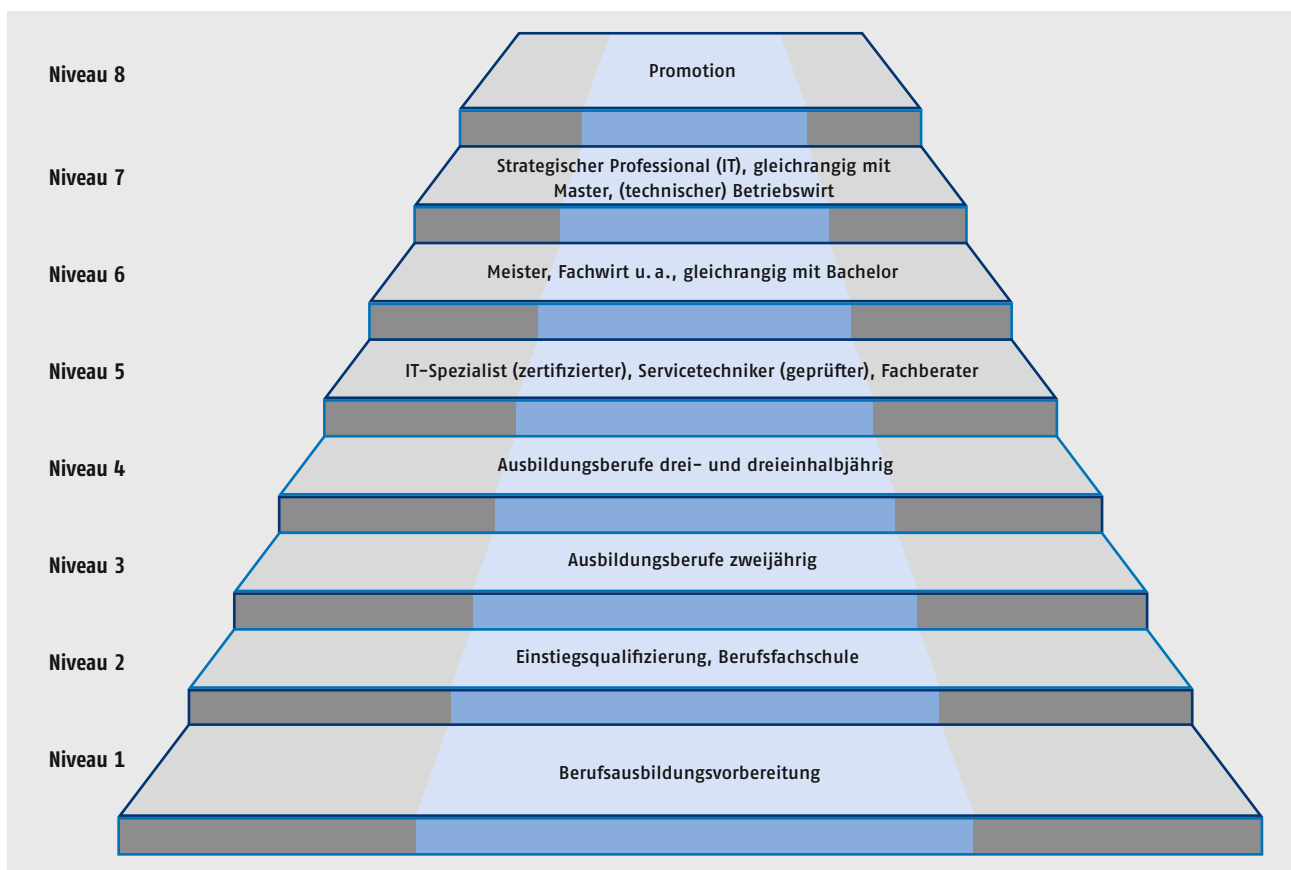 Niveau 8
Promotion
Niveau 7
Strategischer Professional (IT), gleichrangig mit
Master, (technischer) Betriebswirt
Niveau 6
Meister, Fachwirt u. a., gleichrangig mit Bachelor
Niveau 5
IT-Spezialist (zertifizierter), Servicetechniker (geprüfter), Fachberater
Niveau 4
Ausbildungsberufe drei- und dreieinhalbjährig
Niveau 3
Ausbildungsberufe zweijährig
Niveau 2
Einstiegsqualifizierung, Berufsfachschule
Niveau 1
Berufsausbildungsvorbereitung